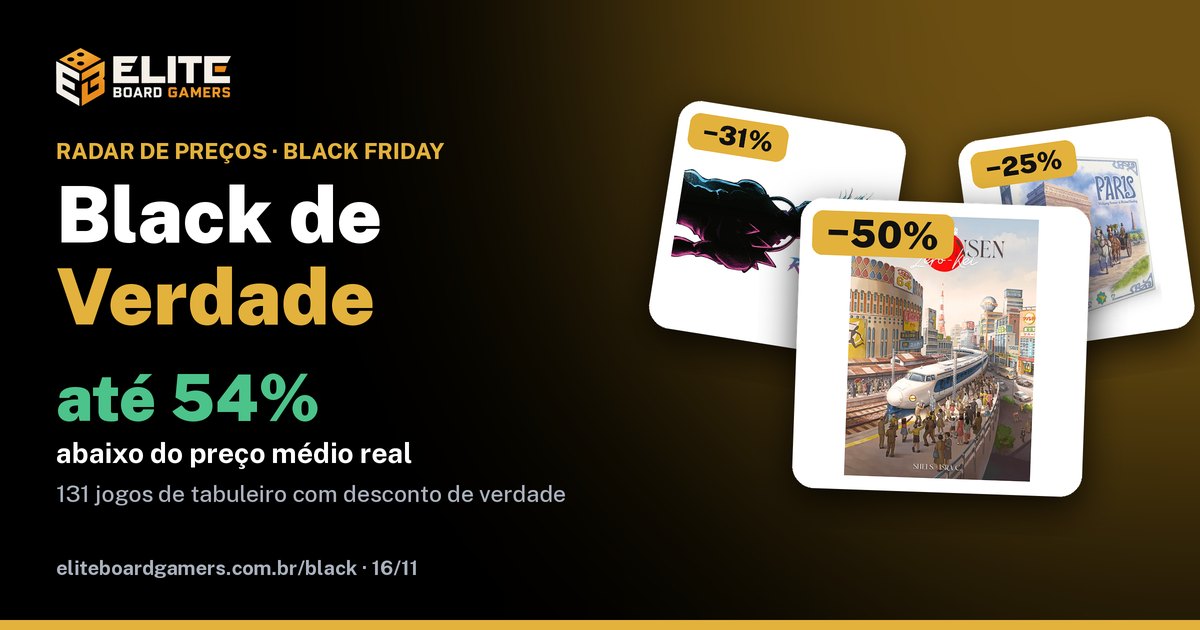 ELITE
BOARD GAMERS
RADAR DE PREÇOS · BLACK FRIDAY
Black de
Verdade
até 54%
abaixo do preço médio real
131 jogos de tabuleiro com desconto de verdade
eliteboardgamers.com.br/black · 16/11
−31%
−50%
−25%
PARIS